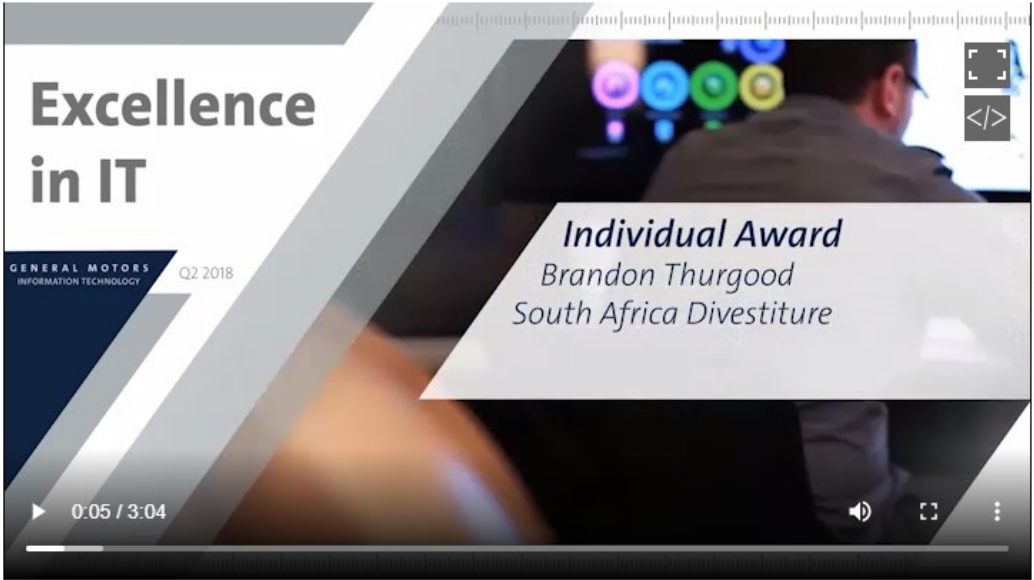 Excellence
in IT
GENERAL MOTORS
INFORMATION TECHNOLOGY
Q2 2018
Individual Award
Brandon Thurgood
South Africa Divestiture
</>
0:05 / 3:04